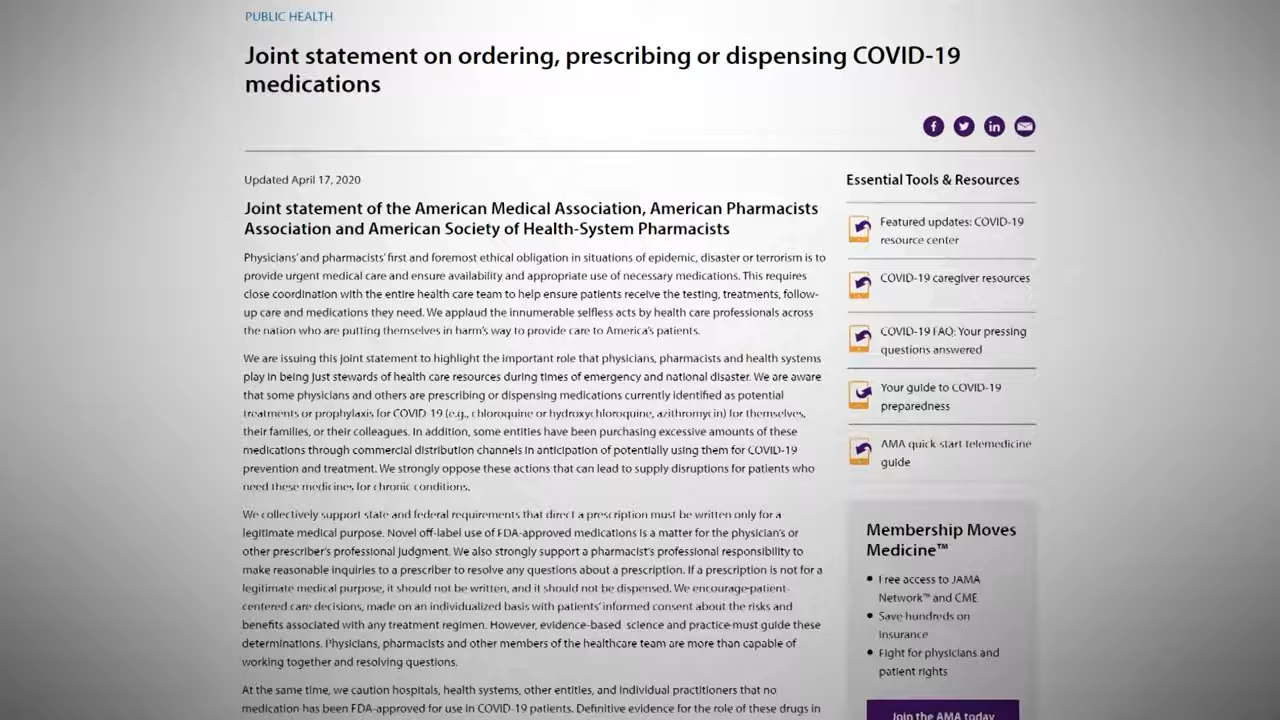 PUBLIC HEALTH
Joint statement on ordering, prescribing or dispensing COVID-19
medications
Updated April 17, 2020
Joint statement of the American Medical Association, American Pharmacists
Association and American Society of Health-System Pharmacists
Physicians' and pharmacists' first and foremost ethical obligation in situations of epidemic, disaster or terrorism is to
provide urgent medical care and ensure availability and appropriate use of necessary medications. This requires
close coordination with the entire health care team to help ensure patients receive the testing, treatments, follow-
up care and medications they need. We applaud the innumerable selfless acts by health care professionals across
the nation who are putting themselves in harm's way to provide care to America's patients.
We are issuing this joint statement to highlight the important role that physicians, pharmacists and health systems
play in being just stewards of health care resources during times of emergency and national disaster. We are aware
that some physicians and others are prescribing or dispensing medications currently identified as potential
treatments or prophylaxis for COVID-19 (e.g., chloroquine or hydroxychloroquine, azithromycin) for themselves,
their families, or their colleagues. In addition, some entities have been purchasing excessive amounts of these
medications through commercial distribution channels in anticipation of potentially using them for COVID-19
prevention and treatment. We strongly oppose these actions that can lead to supply disruptions for patients who
need these medicines for chronic conditions.
We collectively support state and federal requirements that direct a prescription must be written only for a
legitimate medical purpose. Novel off-label use of FDA-approved medications is a matter for the physician's or
other prescriber's professional judgment. We also strongly support a pharmacist's professional responsibility to
make reasonable inquiries to a prescriber to resolve any questions about a prescription. If a prescription is not for a
legitimate medical purpose, it should not be written, and it should not be dispensed. We encourage-patient-
centered care decisions, made on an individualized basis with patients' informed consent about the risks and
benefits associated with any treatment regimen. However, evidence-based science and practice-must guide these
determinations. Physicians, pharmacists and other members of the healthcare team are more than capable of
working together and resolving questions.
At the same time, we caution hospitals, health systems, other entities, and individual practitioners that no
medication has been FDA-approved for use in COVID-19 patients. Definitive evidence for the role of these drugs in
Essential Tools & Resources
Featured updates: COVID-19
resource center
COVID-19 caregiver resources
COVID-19 FAQ: Your pressing
questions answered
Your guide to COVID-19
preparedness
AMA quick start telemedicine
guide
Membership Moves
Medicine™
• Free access to JAMA
Network™ and CME
• Save hundreds on
insurance
• Fight for physicians and
patient rights
Join the AMA today